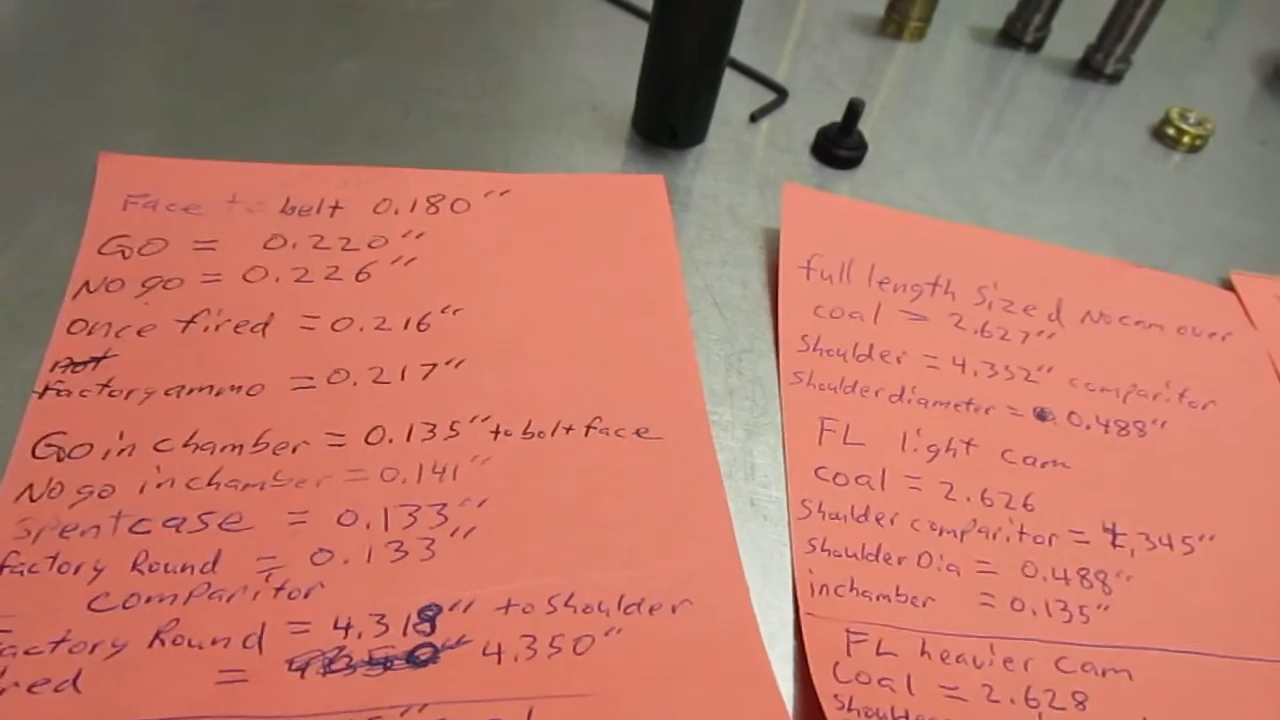 Face to belt 0.180"
GO = 0.220"
No go = 0.226"
once fired = 0.216"
factory ammo = 0.217"
Go in chamber = 0.135" to bolt face
No go in chamber = 0.141"
Spent case = 0.133"
factory Round = 0.133"
comparitor
Factory Round = 4.318" to shoulder
= 4.350"
full length sized No cam over
coal = 2.627"
Shoulder = 4.352" comparitor
Shoulder diameter = 0.488"
FL light cam
coal = 2.626
Shoulder comparitor = 4.345"
Shoulder Dia = 0.488"
inchamber = 0.135"
FL heavier cam
Coal = 2.628